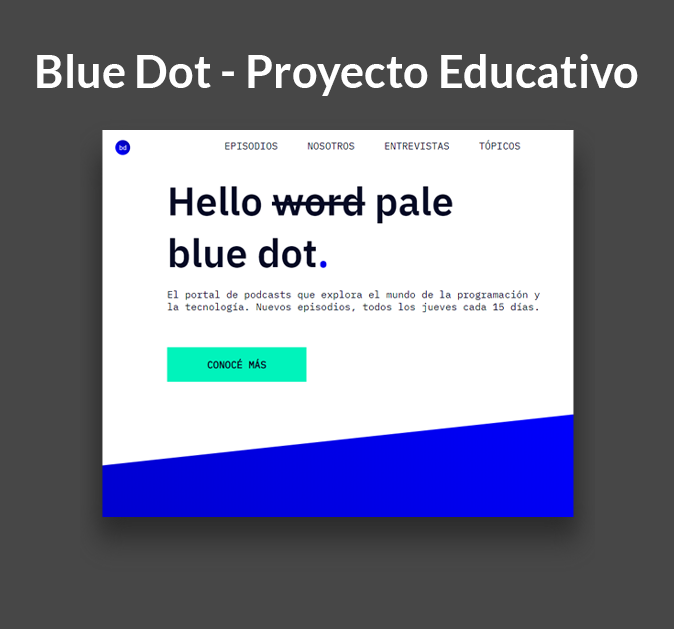 Blue Dot - Proyecto Educativo
bd
EPISODIOS NOSOTROS ENTREVISTAS TÓPICOS
Hello word pale
blue dot.
El portal de podcasts que explora el mundo de la programación y
la tecnología. Nuevos episodios, todos los jueves cada 15 días.
CONOCÉ MÁS